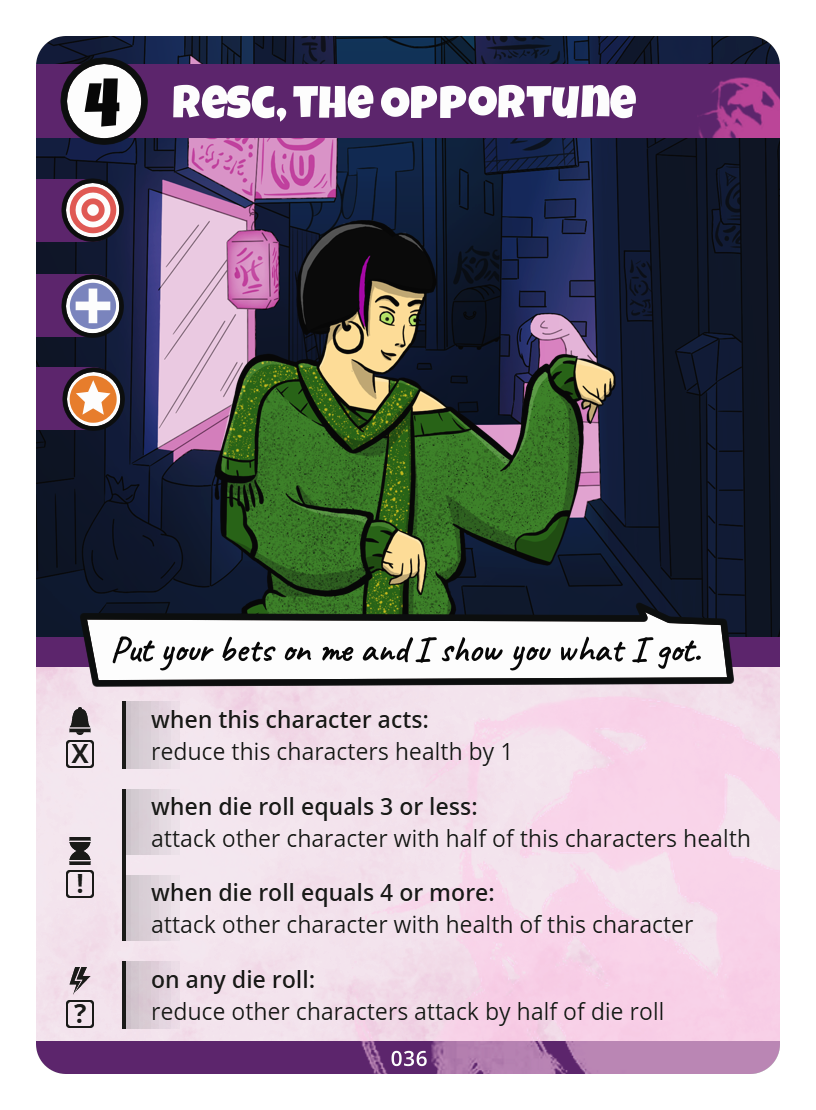 4
Resc, the Opportune
Put your bets on me and I show you what I got.
when this character acts:
X
reduce this characters health by 1
when die roll equals 3 or less:
attack other character with half of this characters health
!
when die roll equals 4 or more:
attack other character with health of this character
on any die roll:
?
reduce other characters attack by half of die roll
036